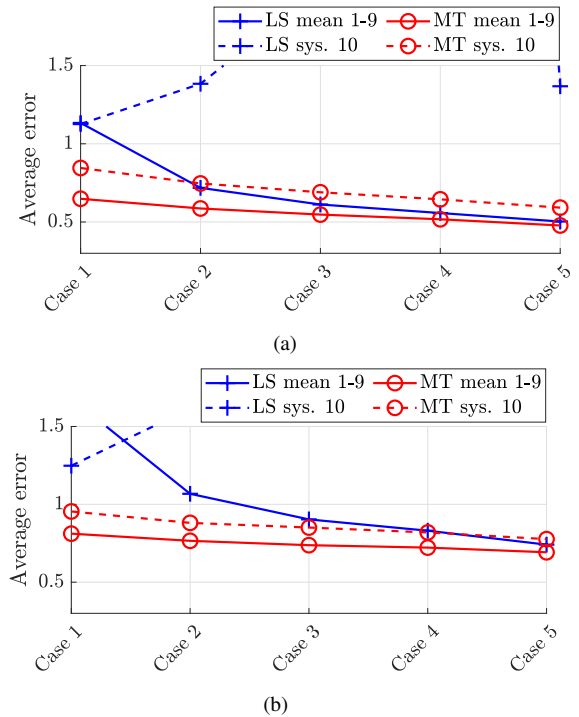 LS mean 1-9 MT mean 1-9
LS sys. 10 MT sys. 10
1.5
1
0.5
Average error
Case 1 Case 2 Case 3 Case 4 Case 5
(a)
LS mean 1-9 MT mean 1-9
LS sys. 10 MT sys. 10
1.5
1
0.5
Average error
Case 1 Case 2 Case 3 Case 4 Case 5
(b)